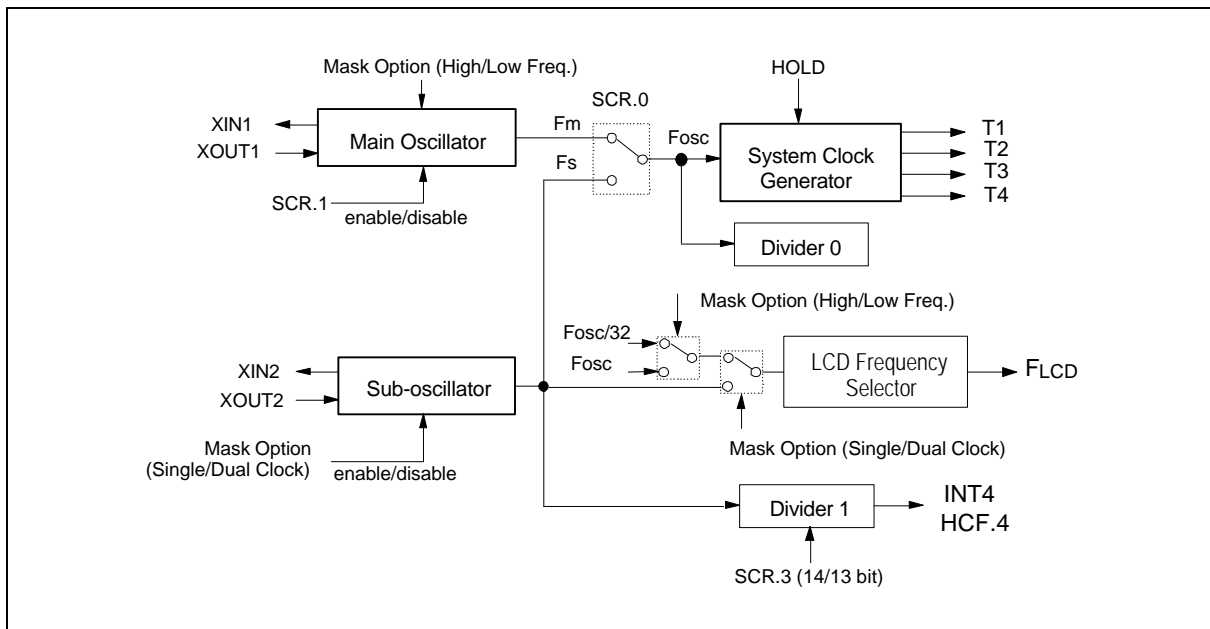 Mask Option (High/Low Freq.)
HOLD
SCR.0
XIN1
XOUT1
Main Oscillator
Fm
Fs
Fosc
System Clock
Generator
T1
T2
T3
T4
SCR.1
enable/disable
Divider 0
Mask Option (High/Low Freq.)
Fosc/32
Fosc
XIN2
XOUT2
Sub-oscillator
LCD Frequency
Selector
FLCD
Mask Option
(Single/Dual Clock)
enable/disable
Mask Option (Single/Dual Clock)
Divider 1
INT4
HCF.4
SCR.3 (14/13 bit)